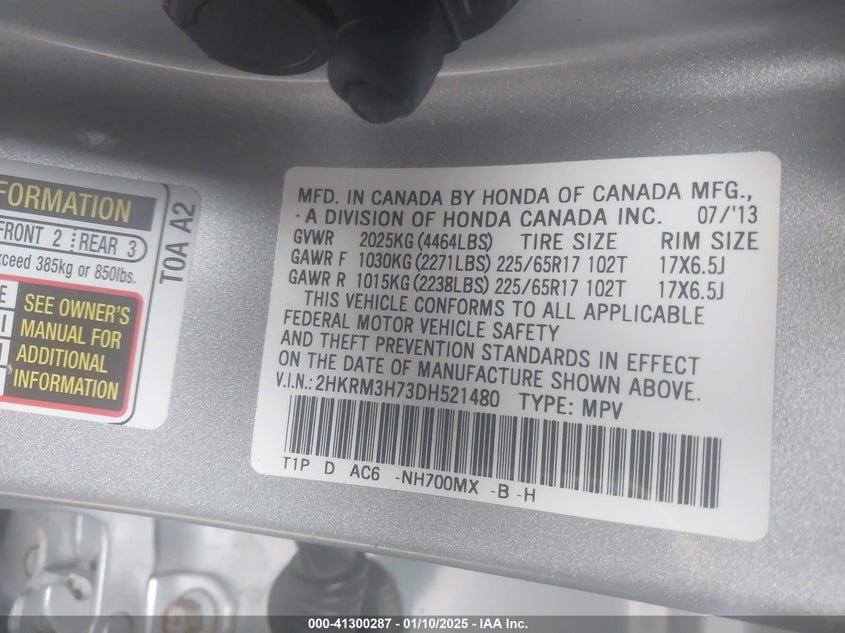 FORMATION
FRONT 2 REAR 3
xceed 385kg or 850lbs.
SEE OWNER'S
MANUAL FOR
ADDITIONAL
INFORMATION
T0A A2
MFD. IN CANADA BY HONDA OF CANADA MFG.,
A DIVISION OF HONDA CANADA INC. 07/'13
GVWR 2025KG (4464LBS) TIRE SIZE RIM SIZE
GAWR F 1030KG (2271LBS) 225/65R17 102T 17X6.5J
GAWR R 1015KG (2238LBS) 225/65R17 102T 17X6.5J
THIS VEHICLE CONFORMS TO ALL APPLICABLE
FEDERAL MOTOR VEHICLE SAFETY
AND THEFT PREVENTION STANDARDS IN EFFECT
ON THE DATE OF MANUFACTURE SHOWN ABOVE.
V.I.N.: 2HKRM3H73DH521480 TYPE: MPV
T1P D AC6 -NH700MX -B -H
000-41300287 - 01/10/2025 - IAA Inc.